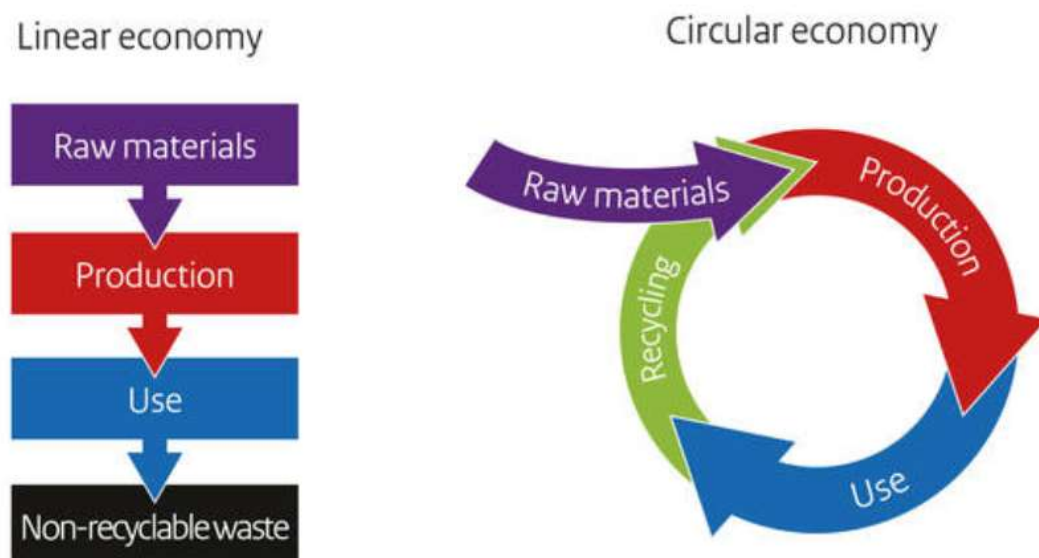 Linear economy
Raw materials
Production
Use
Non-recyclable waste
Circular economy
Raw materials
Production
Use
Recycling